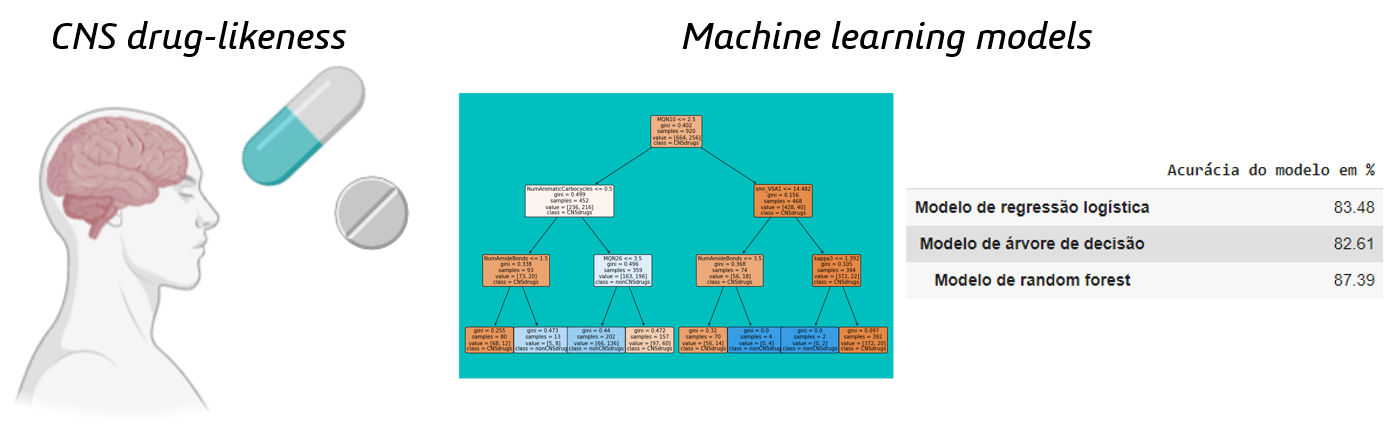 CNS drug-likeness
Machine learning models
MQN10 <= 2.5
gini = 0.402
samples = 920
value = [664, 256]
class = CNSdrugs
NumAromaticCarbocycles <= 0.5
gini = 0.499
samples = 452
value = [236, 216]
class = CNSdrugs
smr_VSA1 <= 14.482
gini = 0.156
samples = 468
value = [428, 40]
class = CNSdrugs
NumAmideBonds <= 1.5
gini = 0.338
samples = 93
value = [73, 20]
class = CNSdrugs
MQN26 <= 3.5
gini = 0.496
samples = 359
value = [163, 196]
class = nonCNSdrugs
NumAmideBonds <= 3.5
gini = 0.368
samples = 74
value = [56, 18]
class = CNSdrugs
kappa3 <= 1.392
gini = 0.105
samples = 394
value = [372, 22]
class = CNSdrugs
gini = 0.255
samples = 80
value = [68, 12]
class = CNSdrugs
gini = 0.473
samples = 13
value = [5, 8]
class = nonCNSdrugs
gini = 0.44
samples = 202
value = [66, 136]
class = nonCNSdrugs
gini = 0.472
samples = 157
value = [97, 60]
class = CNSdrugs
gini = 0.32
samples = 70
value = [56, 14]
class = CNSdrugs
gini = 0.0
samples = 4
value = [0, 4]
class = nonCNSdrugs
gini = 0.0
samples = 2
value = [0, 2]
class = nonCNSdrugs
gini = 0.097
samples = 392
value = [372, 20]
class = CNSdrugs
Acurácia do modelo em %
Modelo de regressão logística 83.48
Modelo de árvore de decisão 82.61
Modelo de random forest 87.39